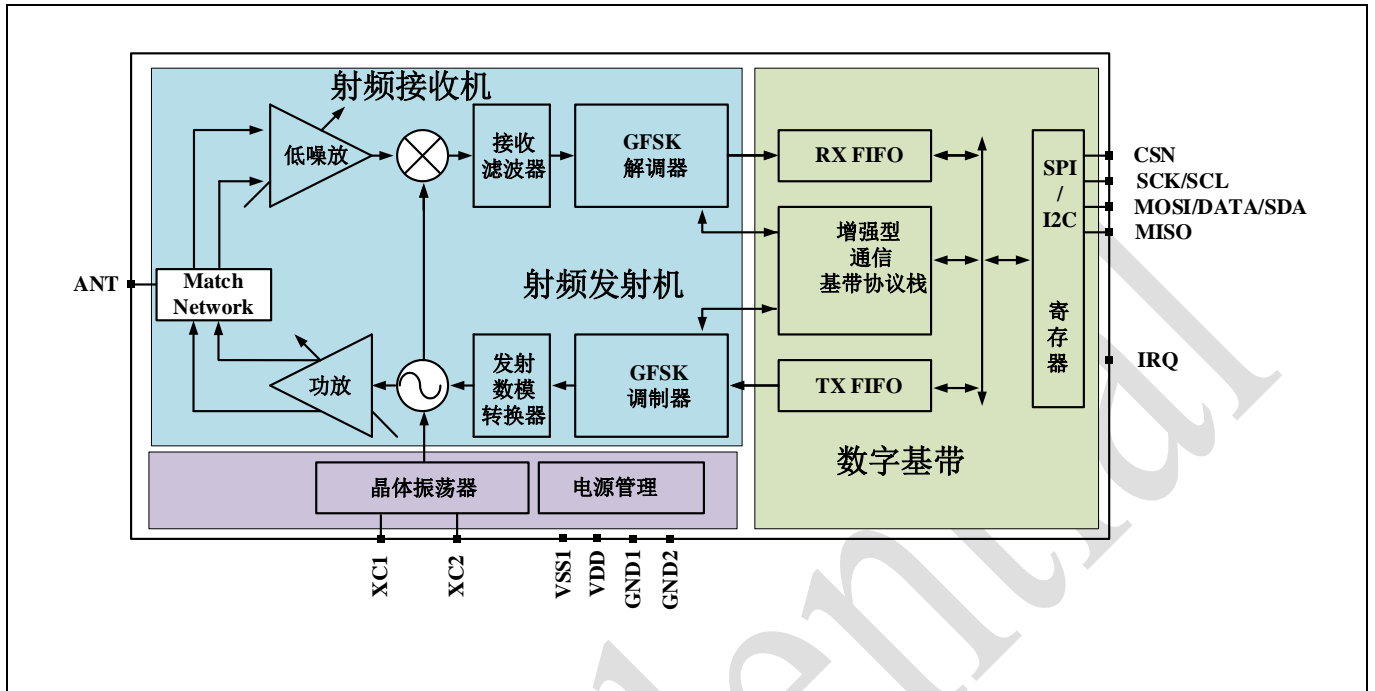 射频接收机
低噪放
接收
滤波器
GFSK
解调器
RX FIFO
SPI
/
I2C
寄
存
器
CSN
SCK/SCL
MOSI/DATA/SDA
MISO
IRQ
增强型
通信
基带协议栈
ANT
Match
Network
射频发射机
功放
发射
数模
转换器
GFSK
调制器
TX FIFO
数字基带
晶体振荡器
电源管理
XC1
XC2
VSS1
VDD
GND1
GND2